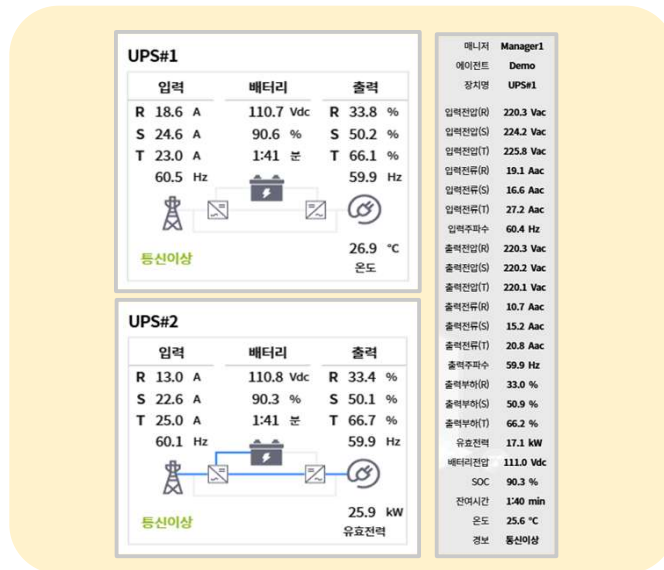 UPS#1
입력 배터리 출력
R 18.6 A 110.7 Vdc R 33.8 %
S 24.6 A 90.6 % S 50.2 %
T 23.0 A 1:41 분 T 66.1 %
60.5 Hz 59.9 Hz
26.9 °C
통신이상
온도
UPS#2
입력 배터리 출력
R 13.0 A 110.8 Vdc R 33.4 %
S 22.6 A 90.3 % S 50.1 %
T 25.0 A 1:41 분 T 66.7 %
60.1 Hz 59.9 Hz
25.9 kW
통신이상
유효전력
매니저 Manager1
에이전트 Demo
장치명 UPS#1
입력전압(R) 220.3 Vac
입력전압(S) 224.2 Vac
입력전압(T) 225.8 Vac
입력전류(R) 19.1 Aac
입력전류(S) 16.6 Aac
입력전류(T) 27.2 Aac
입력주파수 60.4 Hz
출력전압(R) 220.3 Vac
출력전압(S) 220.2 Vac
출력전압(T) 220.1 Vac
출력전류(R) 10.7 Aac
출력전류(S) 15.2 Aac
출력전류(T) 20.8 Aac
출력주파수 59.9 Hz
출력부하(R) 33.0 %
출력부하(S) 50.9 %
출력부하(T) 66.2 %
유효전력 17.1 kW
배터리전압 111.0 Vdc
SOC 90.3 %
잔여시간 1:40 min
온도 25.6 °C
경보 통신이상